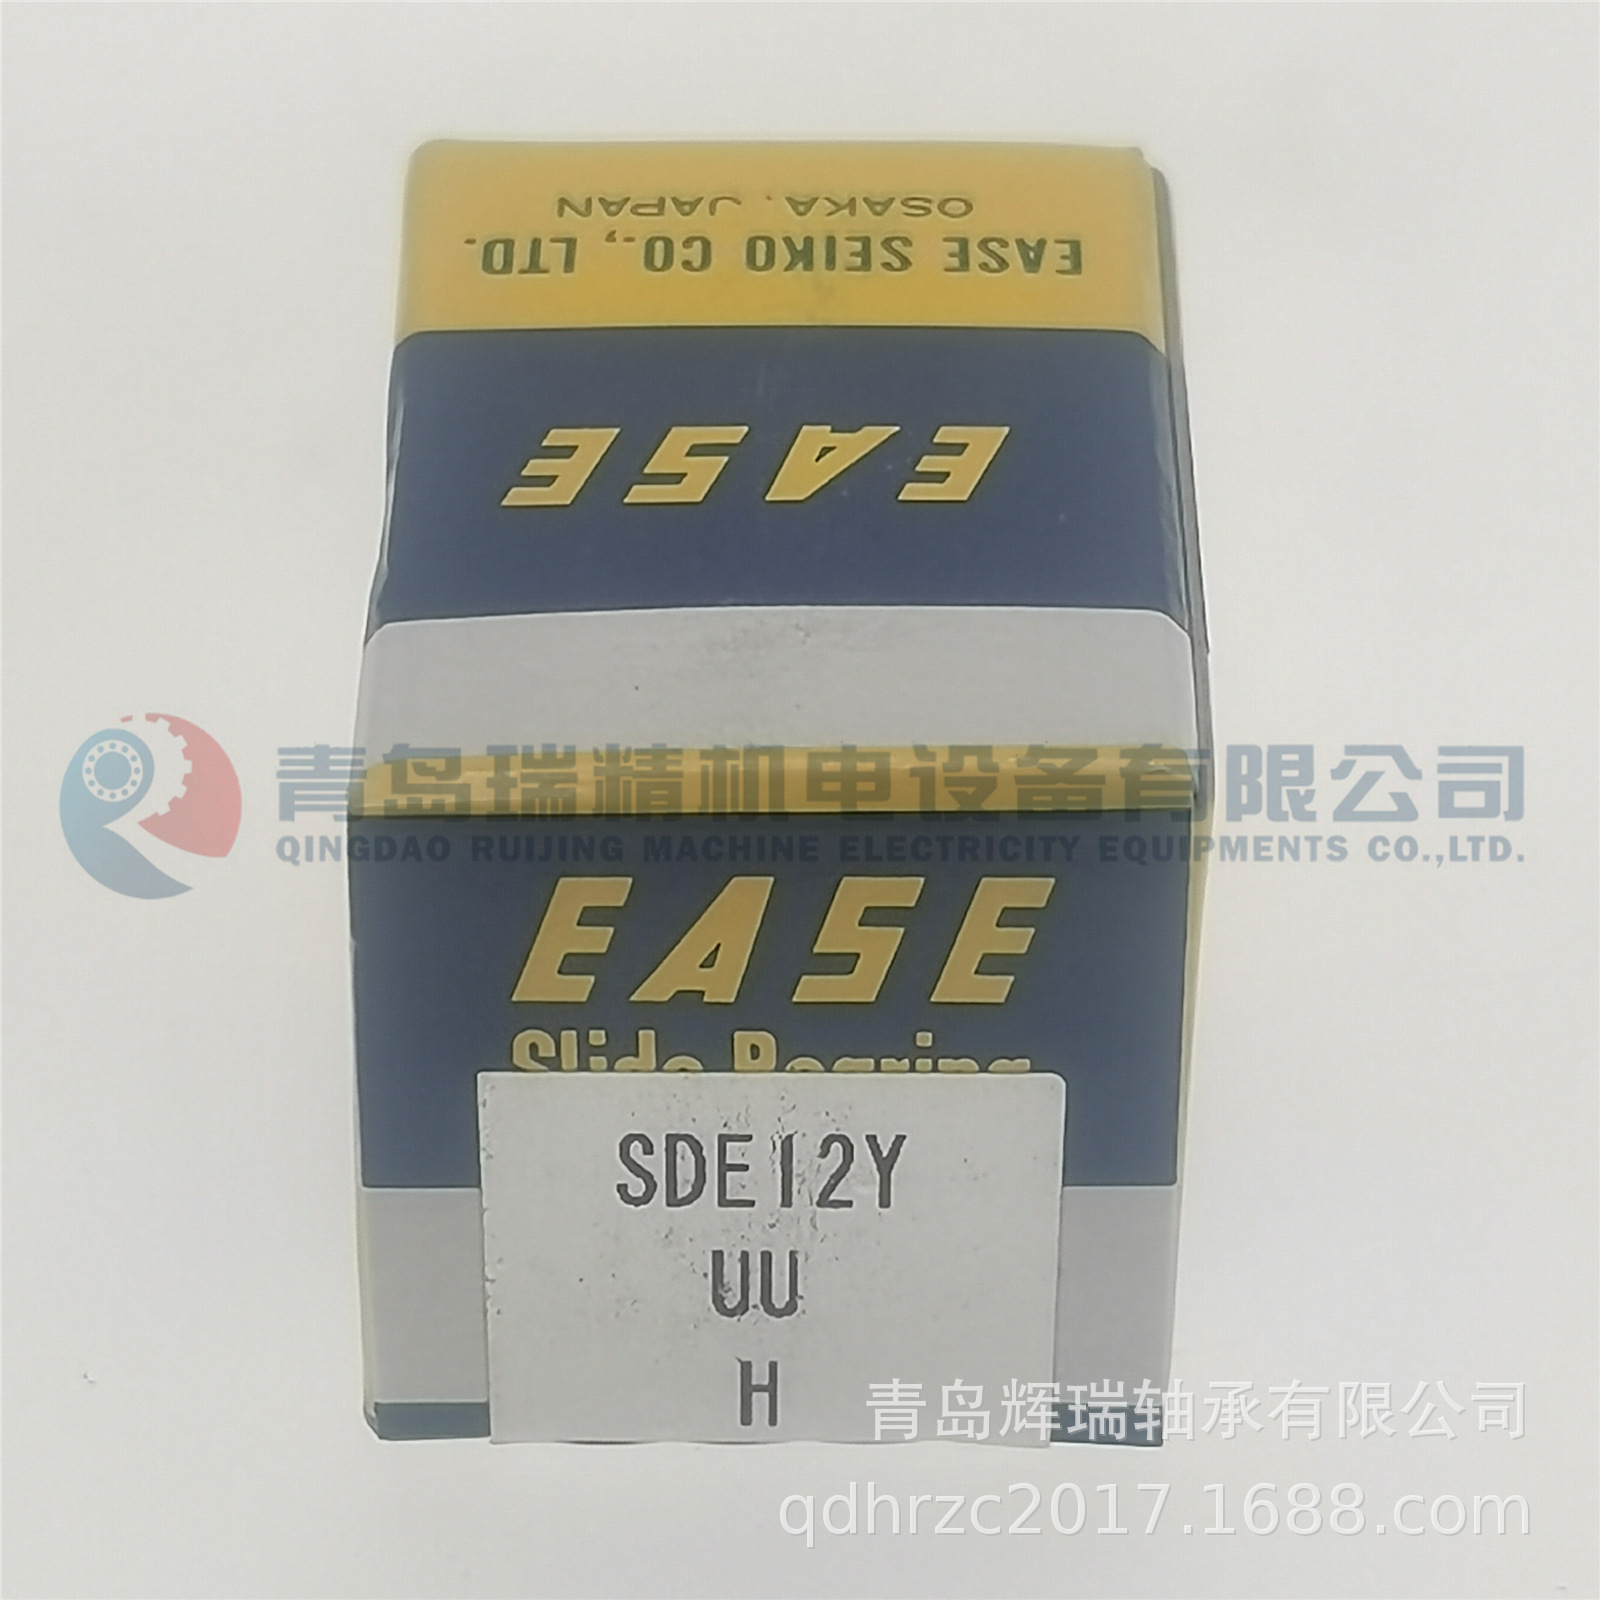 OSAKA, JAPAN
EASE SEIKO CO., LTD.
EASE
青岛瑞精机电设备有限公司
QINGDAO RUIJING MACHINE ELECTRICITY EQUIPMENTS CO.,LTD.
EASE
Slide Bearing
SDE12Y
UU
H
青岛辉瑞轴承有限公司
qdhrzc2017.1688.com